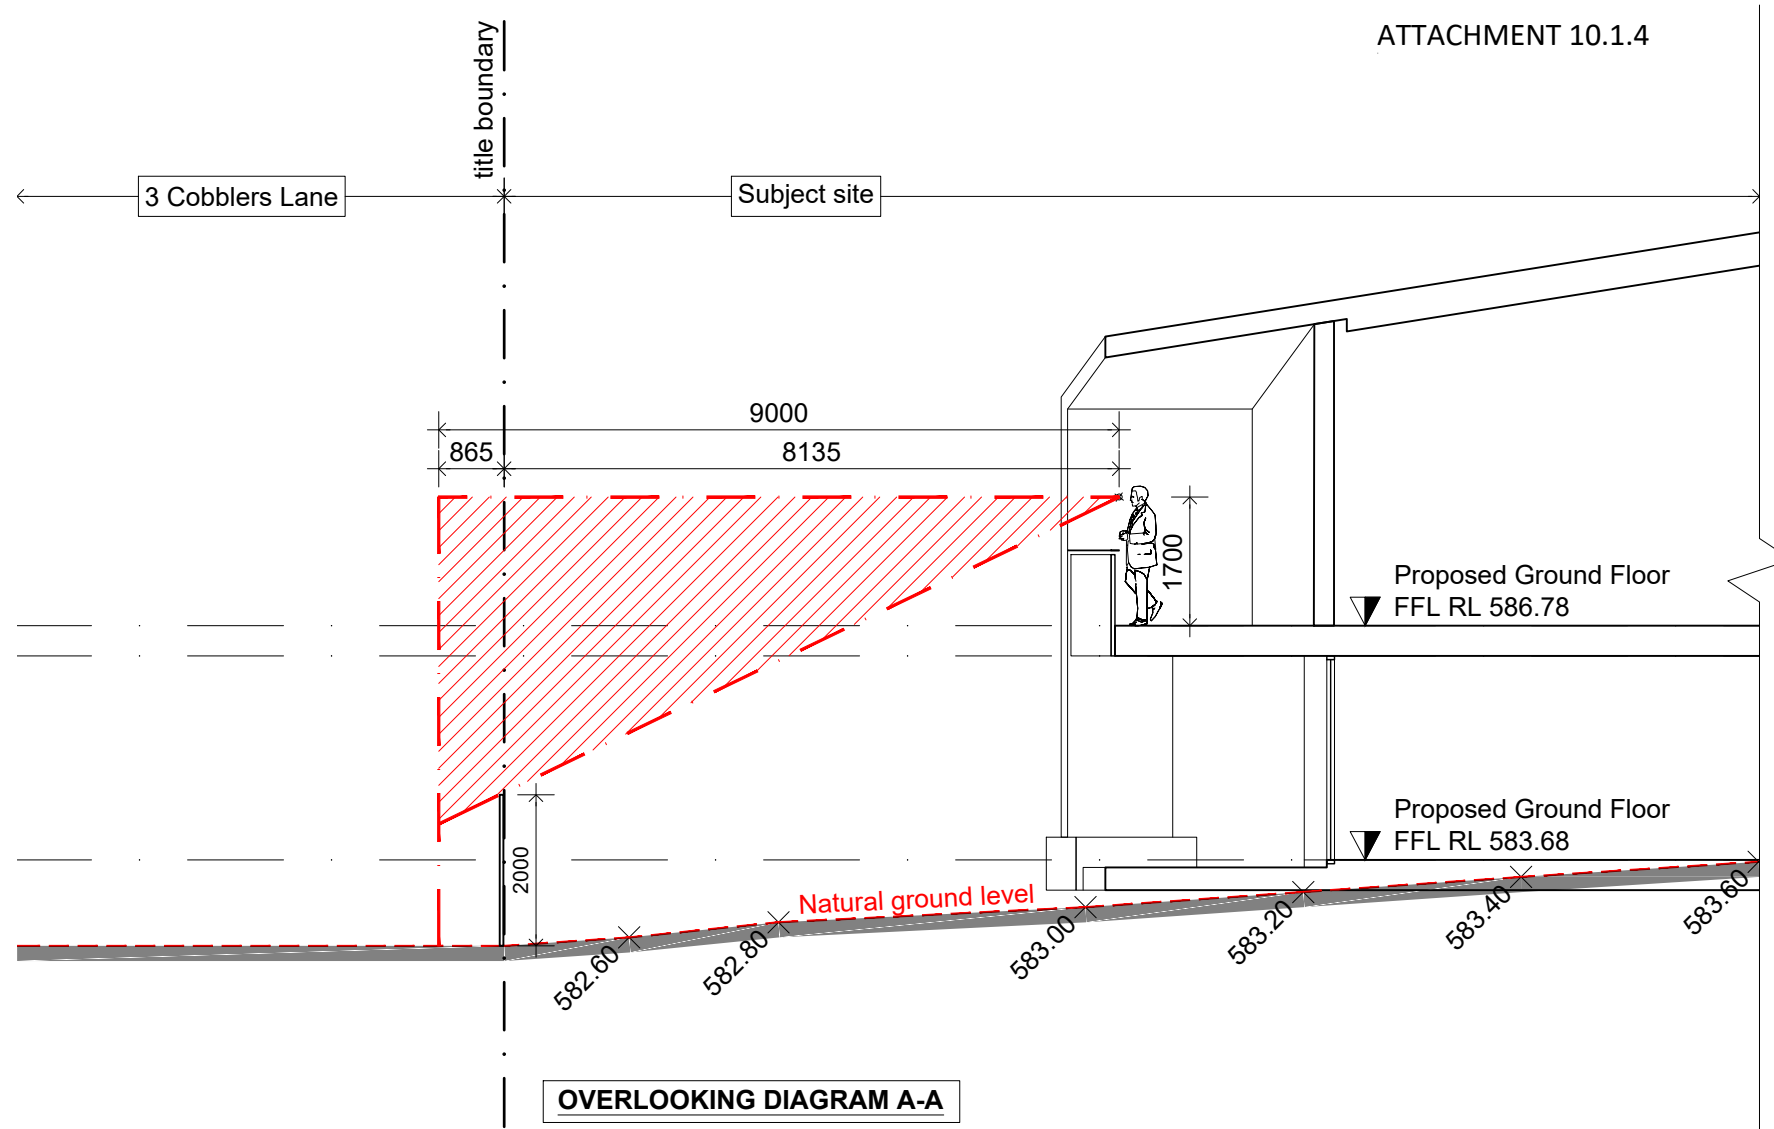 ATTACHMENT 10.1.4
title boundary
3 Cobblers Lane
Subject site
9000
865
8135
1700
Proposed Ground Floor
FFL RL 586.78
Proposed Ground Floor
FFL RL 583.68
2000
Natural ground level
582.60
582.80
583.00
583.20
583.40
583.60
OVERLOOKING DIAGRAM A-A